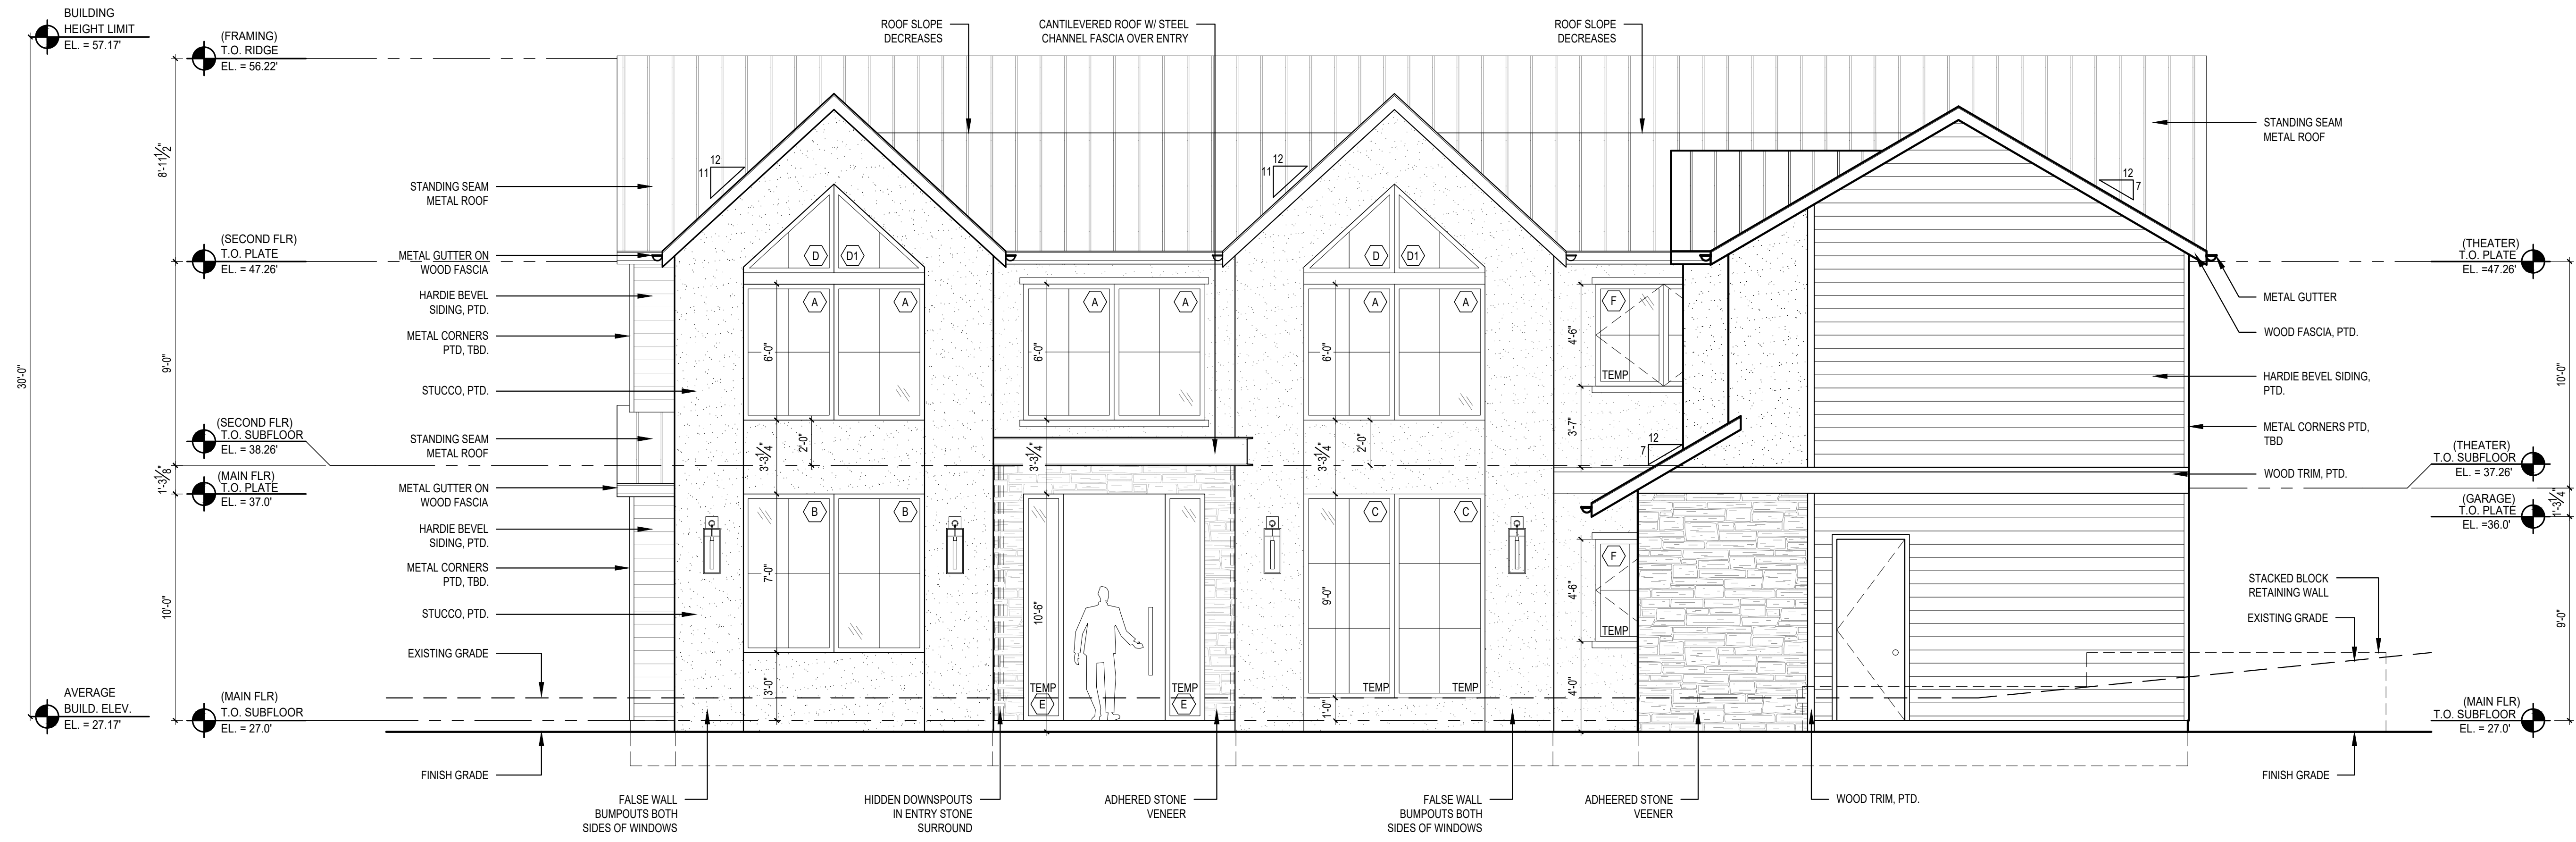 BUILDING
HEIGHT LIMIT
EL. = 57.17'
(FRAMING)
T.O. RIDGE
EL. = 56.22'
ROOF SLOPE
DECREASES
CANTILEVERED ROOF W/ STEEL
CHANNEL FASCIA OVER ENTRY
ROOF SLOPE
DECREASES
STANDING SEAM
METAL ROOF
8'-11 1/2"
12
11
12
11
12
7
STANDING SEAM
METAL ROOF
(SECOND FLR)
T.O. PLATE
EL. = 47.26'
METAL GUTTER ON
WOOD FASCIA
D
D1
D
D1
(THEATER)
T.O. PLATE
EL. =47.26'
HARDIE BEVEL
SIDING, PTD.
A
A
A
A
A
A
F
METAL GUTTER
METAL CORNERS
PTD, TBD.
WOOD FASCIA, PTD.
30'-0"
9'-0"
6'-0"
6'-0"
6'-0"
4'-6"
TEMP
10'-0"
STUCCO, PTD.
HARDIE BEVEL SIDING,
PTD.
(SECOND FLR)
T.O. SUBFLOOR
EL. = 38.26'
STANDING SEAM
METAL ROOF
3'-3 1/4"
2'-0"
3'-3 1/4"
3'-3 1/4"
2'-0"
3'-7"
12
7
METAL CORNERS PTD,
TBD
(THEATER)
T.O. SUBFLOOR
EL. = 37.26'
WOOD TRIM, PTD.
1'-3 1/8"
(MAIN FLR)
T.O. PLATE
EL. = 37.0'
METAL GUTTER ON
WOOD FASCIA
B
B
C
C
(GARAGE)
T.O. PLATE
EL. =36.0'
1'-3 1/4"
HARDIE BEVEL
SIDING, PTD.
F
METAL CORNERS
PTD, TBD.
10'-0"
7'-0"
10'-6"
9'-0"
4'-6"
TEMP
STACKED BLOCK
RETAINING WALL
STUCCO, PTD.
EXISTING GRADE
9'-0"
EXISTING GRADE
3'-0"
TEMP
E
TEMP
E
TEMP
TEMP
1'-0"
4'-0"
AVERAGE
BUILD. ELEV.
EL. = 27.17'
(MAIN FLR)
T.O. SUBFLOOR
EL. = 27.0'
(MAIN FLR)
T.O. SUBFLOOR
EL. = 27.0'
FINISH GRADE
FINISH GRADE
FALSE WALL
BUMPOUTS BOTH
SIDES OF WINDOWS
HIDDEN DOWNSPOUTS
IN ENTRY STONE
SURROUND
ADHERED STONE
VENEER
FALSE WALL
BUMPOUTS BOTH
SIDES OF WINDOWS
ADHEERED STONE
VEENER
WOOD TRIM, PTD.